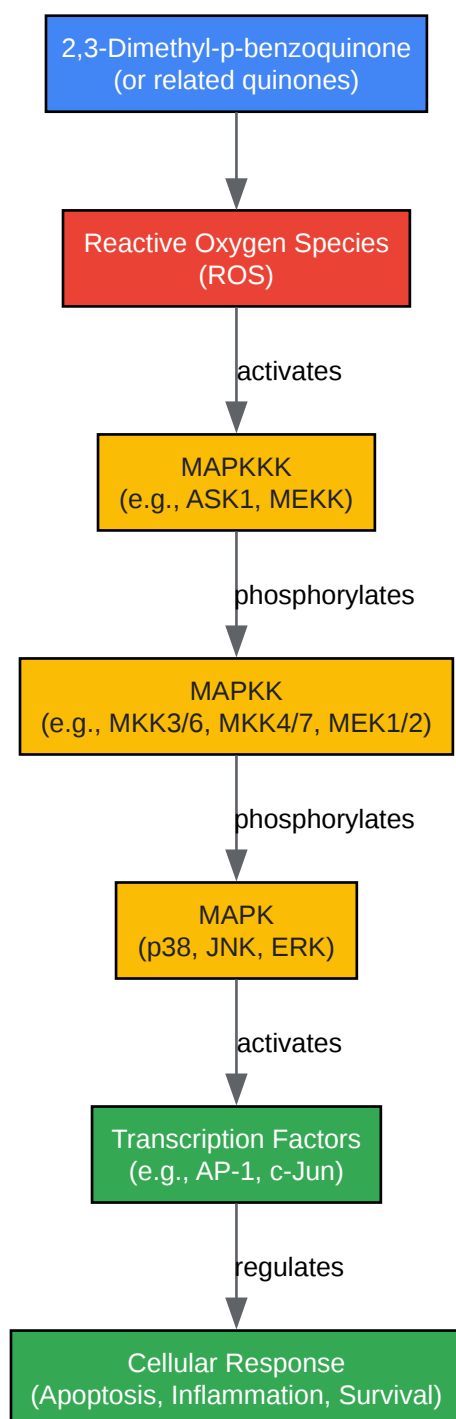 2,3-Dimethyl-p-benzoquinone
(or related quinones)
Reactive Oxygen Species
(ROS)
activates
MAPKKK
(e.g., ASK1, MEKK)
phosphorylates
MAPKK
(e.g., MKK3/6, MKK4/7, MEK1/2)
phosphorylates
MAPK
(p38, JNK, ERK)
activates
Transcription Factors
(e.g., AP-1, c-Jun)
regulates
Cellular Response
(Apoptosis, Inflammation, Survival)